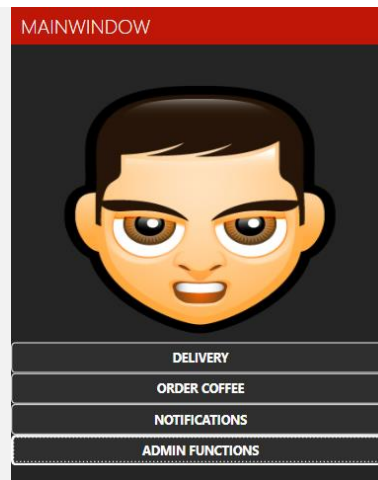 MAINWINDOW
DELIVERY
ORDER COFFEE
NOTIFICATIONS
ADMIN FUNCTIONS